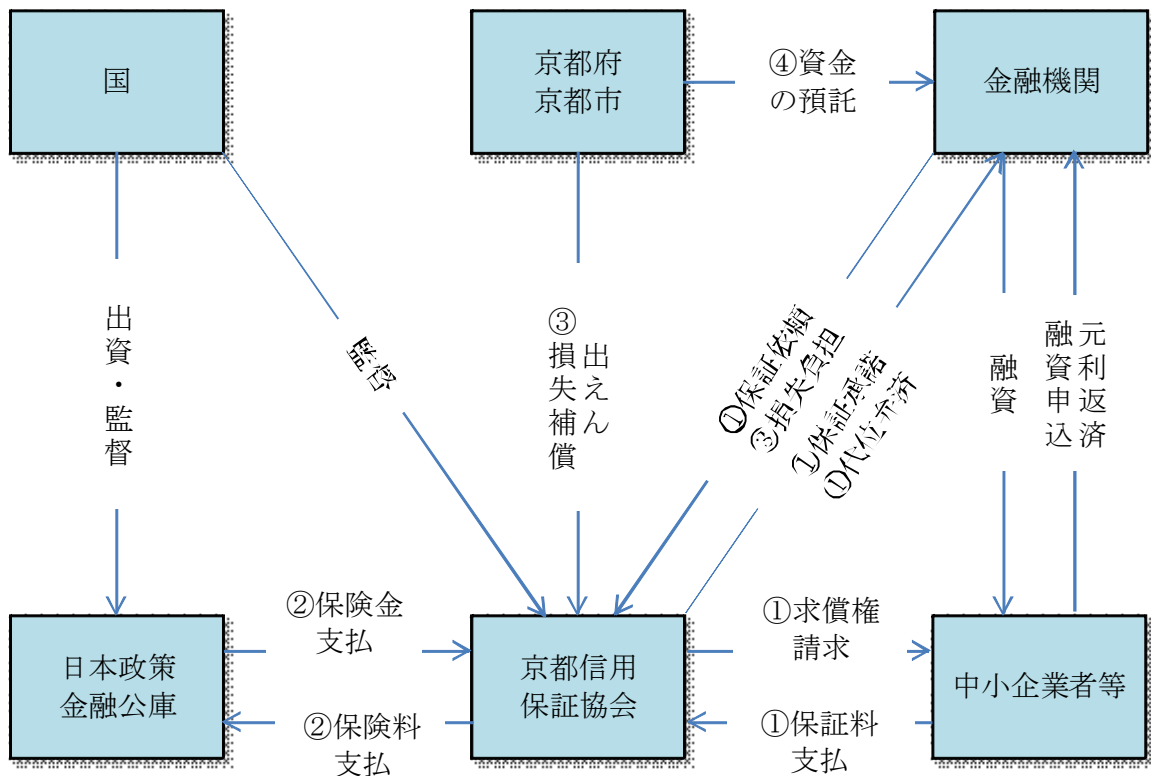 国
京都府
京都市
④資金
の預託
金融機関
出資・監督
監督
③損失補償
出えん
①保証依頼
③損失負担
①保証承諾
①代位弁済
融資
融資申込
元利返済
②保険金
支払
①求償権
請求
日本政策
金融公庫
京都信用
保証協会
中小企業者等
②保険料
支払
①保証料
支払